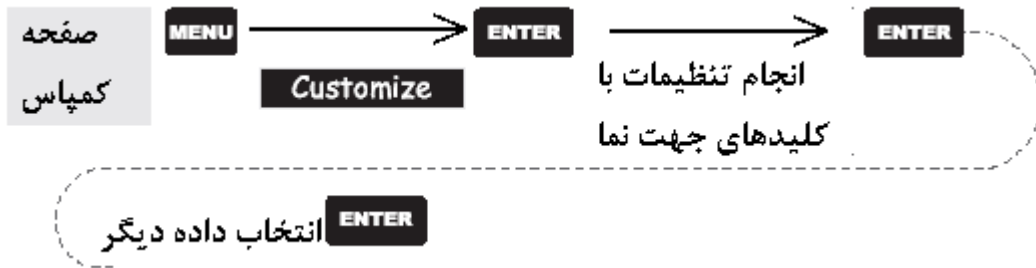 صفحه
کمپاس
MENU
Customize
ENTER
انجام تنظیمات با
کلیدهای جهت نما
ENTER
انتخاب داده دیگر ENTER